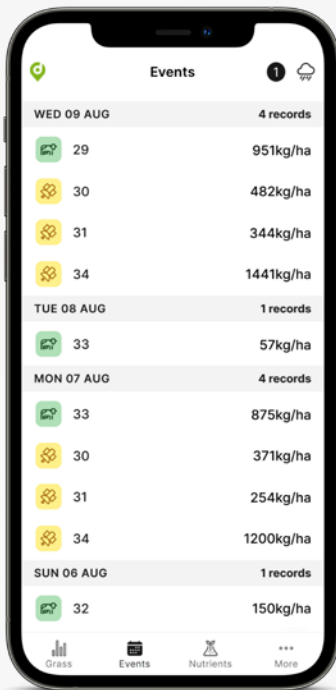 Events
1
WED 09 AUG 4 records
29 951kg/ha
30 482kg/ha
31 344kg/ha
34 1441kg/ha
TUE 08 AUG 1 records
33 57kg/ha
MON 07 AUG 4 records
33 875kg/ha
30 371kg/ha
31 254kg/ha
34 1200kg/ha
SUN 06 AUG 1 records
32 150kg/ha
Grass Events Nutrients More